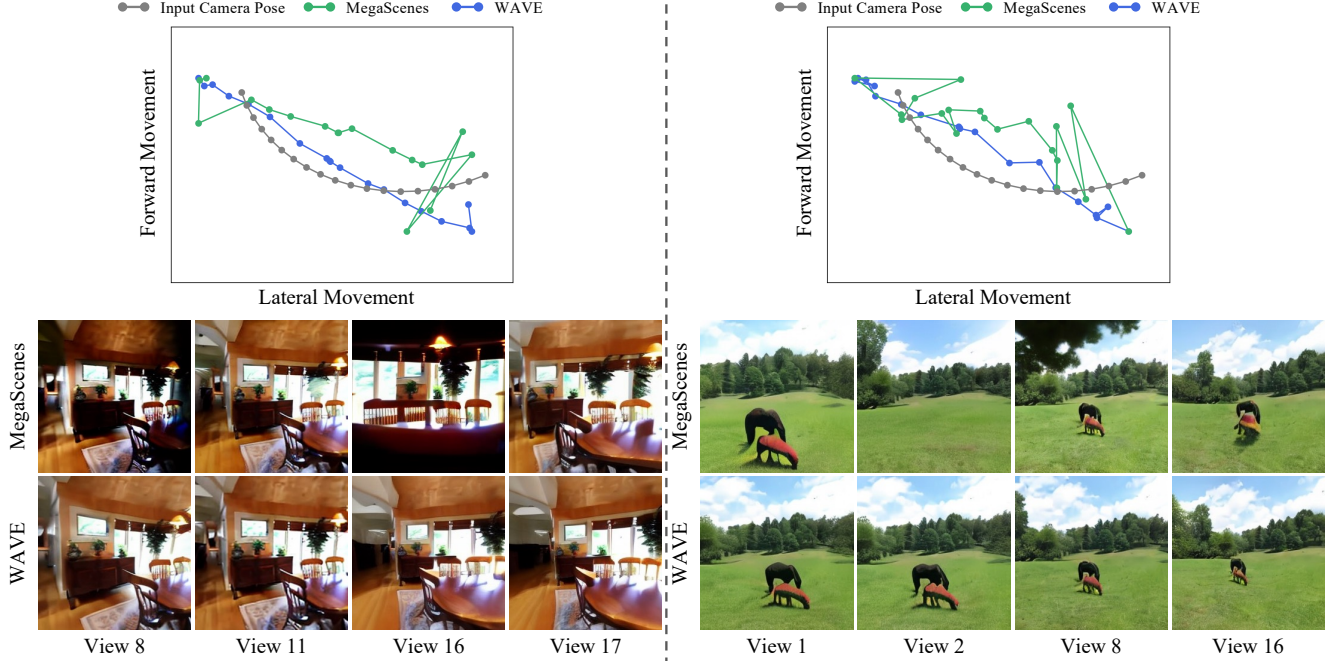 Input Camera Pose MegaScenes WAVE
Forward Movement
Lateral Movement
MegaScenes
WAVE
View 8 View 11 View 16 View 17
Input Camera Pose MegaScenes WAVE
Forward Movement
Lateral Movement
MegaScenes
WAVE
View 1 View 2 View 8 View 16